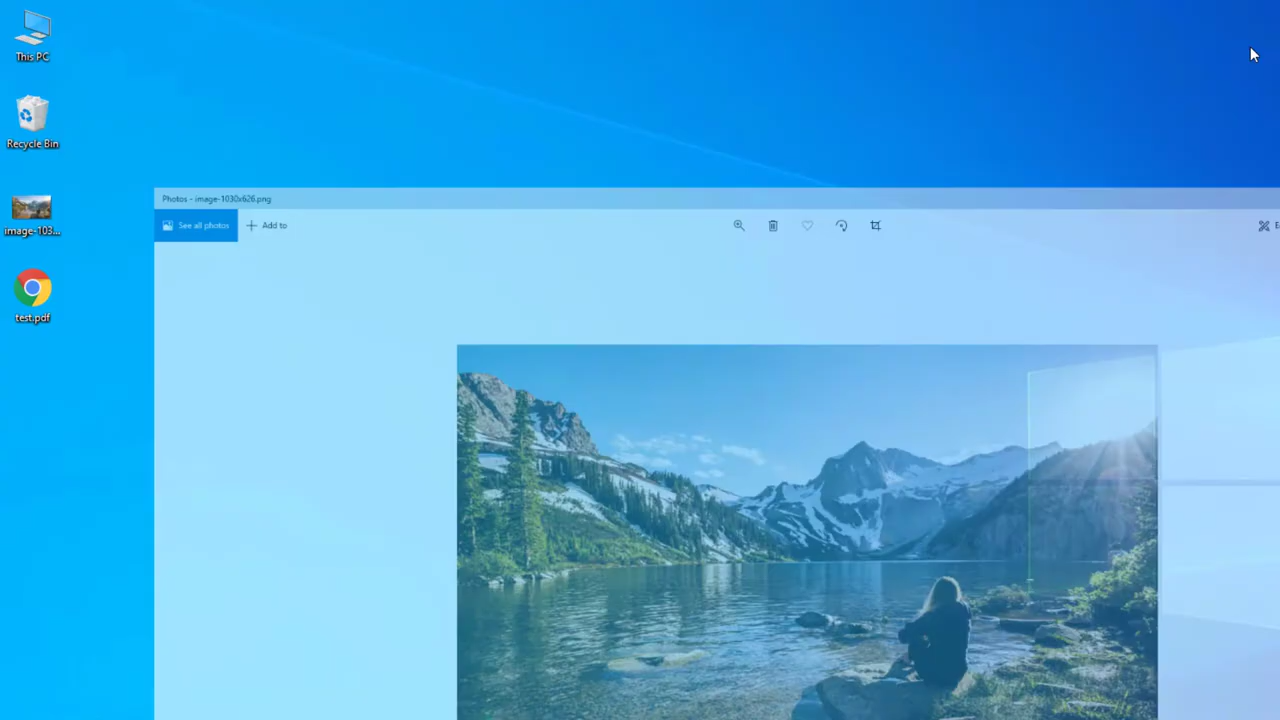 This PC
Recycle Bin
image-103...
test.pdf
Photos - image-1030x626.png
See all photos
Add to